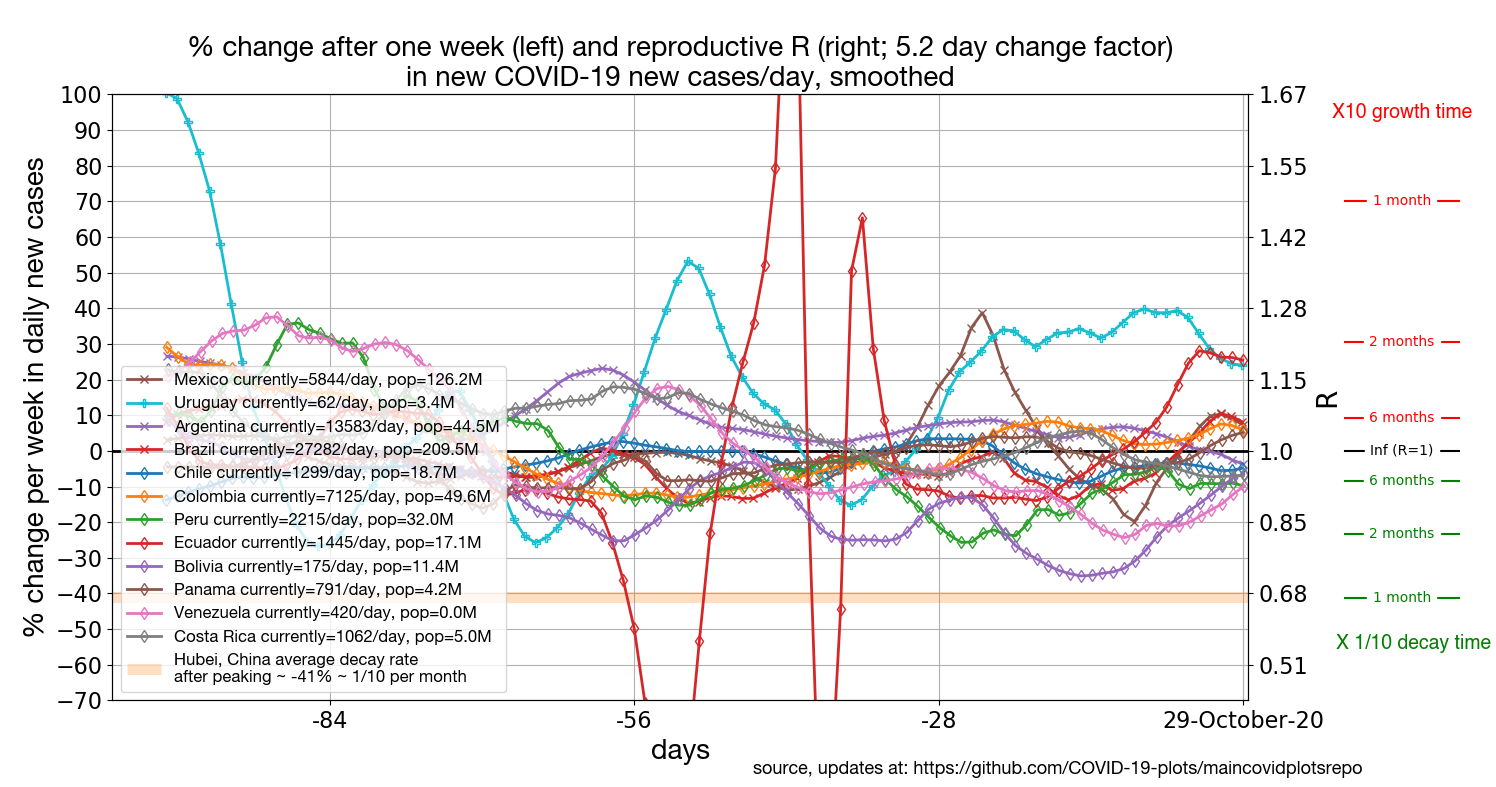 % change after one week (left) and reproductive R (right; 5.2 day change factor)
in new COVID-19 new cases/day, smoothed
% change per week in daily new cases
100
90
80
70
60
50
40
30
20
10
0
−10
−20
−30
−40
−50
−60
−70
Mexico currently=5844/day, pop=126.2M
Uruguay currently=62/day, pop=3.4M
Argentina currently=13583/day, pop=44.5M
Brazil currently=27282/day, pop=209.5M
Chile currently=1299/day, pop=18.7M
Colombia currently=7125/day, pop=49.6M
Peru currently=2215/day, pop=32.0M
Ecuador currently=1445/day, pop=17.1M
Bolivia currently=175/day, pop=11.4M
Panama currently=791/day, pop=4.2M
Venezuela currently=420/day, pop=0.0M
Costa Rica currently=1062/day, pop=5.0M
Hubei, China average decay rate
after peaking ~ -41% ~ 1/10 per month
-84
-56
-28
29-October-20
days
1.67
1.55
1.42
1.28
1.15
1.0
0.85
0.68
0.51
R
X10 growth time
1 month
2 months
6 months
Inf (R=1)
6 months
2 months
1 month
X 1/10 decay time
source, updates at: https://github.com/COVID-19-plots/maincovidplotsrepo